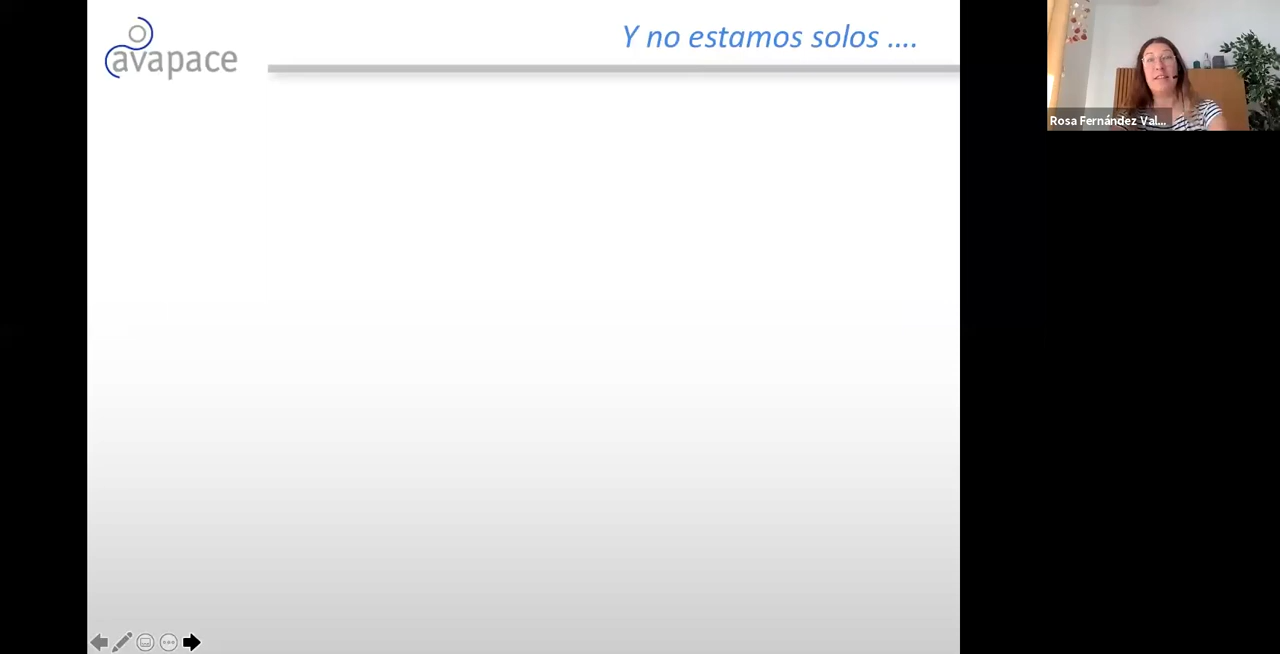 avapace
Y no estamos solos ....
Rosa Fernández Val...